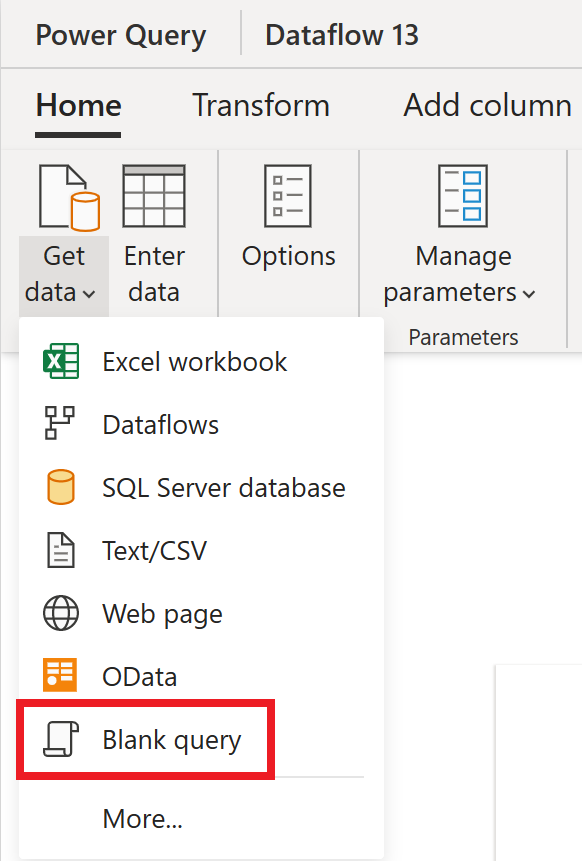 Power Query
Dataflow 13
Home
Transform
Add column
Get
data
Enter
data
Options
Manage
parameters
Parameters
Excel workbook
Dataflows
SQL Server database
Text/CSV
Web page
OData
Blank query
More...